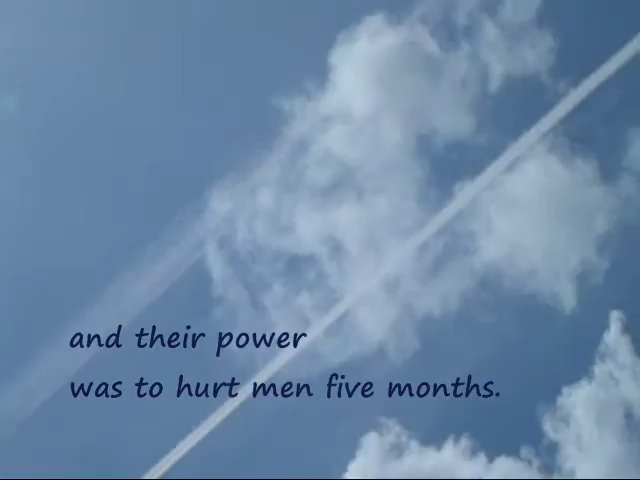 and their power
was to hurt men five months.